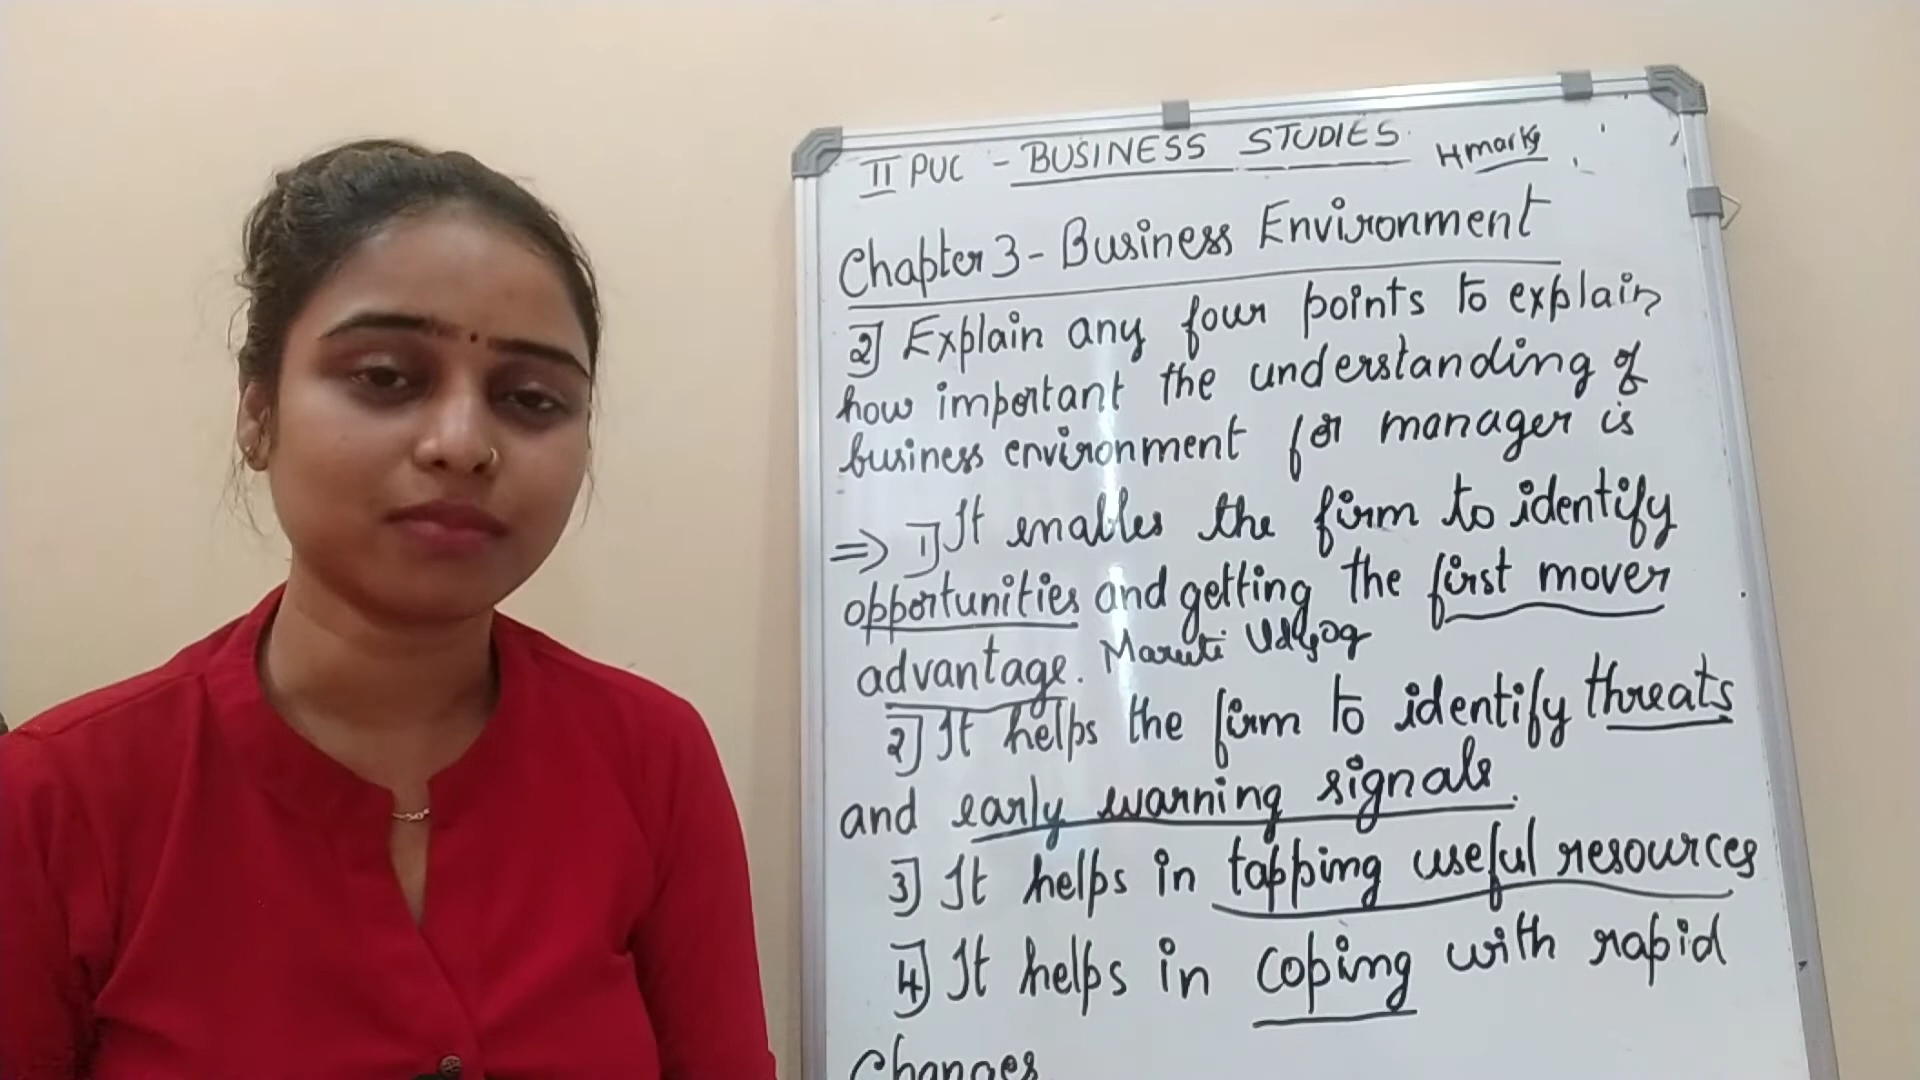 II PUC - BUSINESS STUDIES 4marks
Chapter 3 - Business Environment
2] Explain any four points to explain
how important the understanding of
business environment for manager is
⇒ 1] It enables the firm to identify
opportunities and getting the first mover
advantage. Maruti Udyog
2] It helps the firm to identify threats
and early warning signals.
3] It helps in tapping useful resources
4] It helps in coping with rapid
Changes